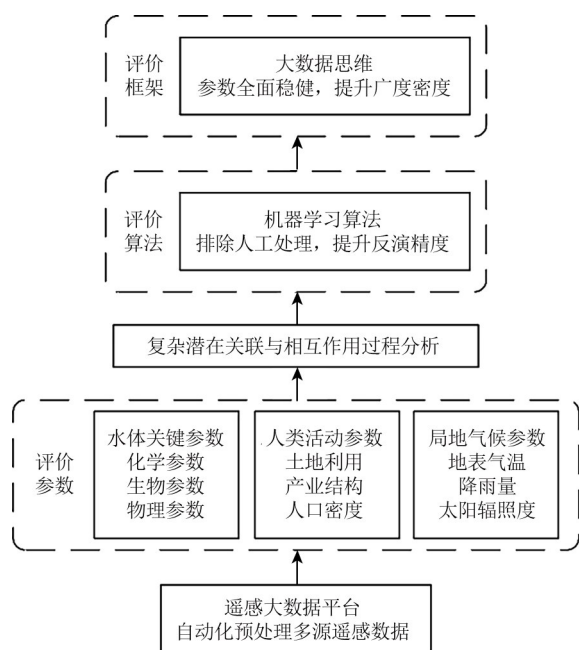 评价
框架
大数据思维
参数全面稳健，提升广度密度
评价
算法
机器学习算法
排除人工处理，提升反演精度
复杂潜在关联与相互作用过程分析
评价
参数
水体关键参数
化学参数
生物参数
物理参数
人类活动参数
土地利用
产业结构
人口密度
局地气候参数
地表气温
降雨量
太阳辐照度
遥感大数据平台
自动化预处理多源遥感数据